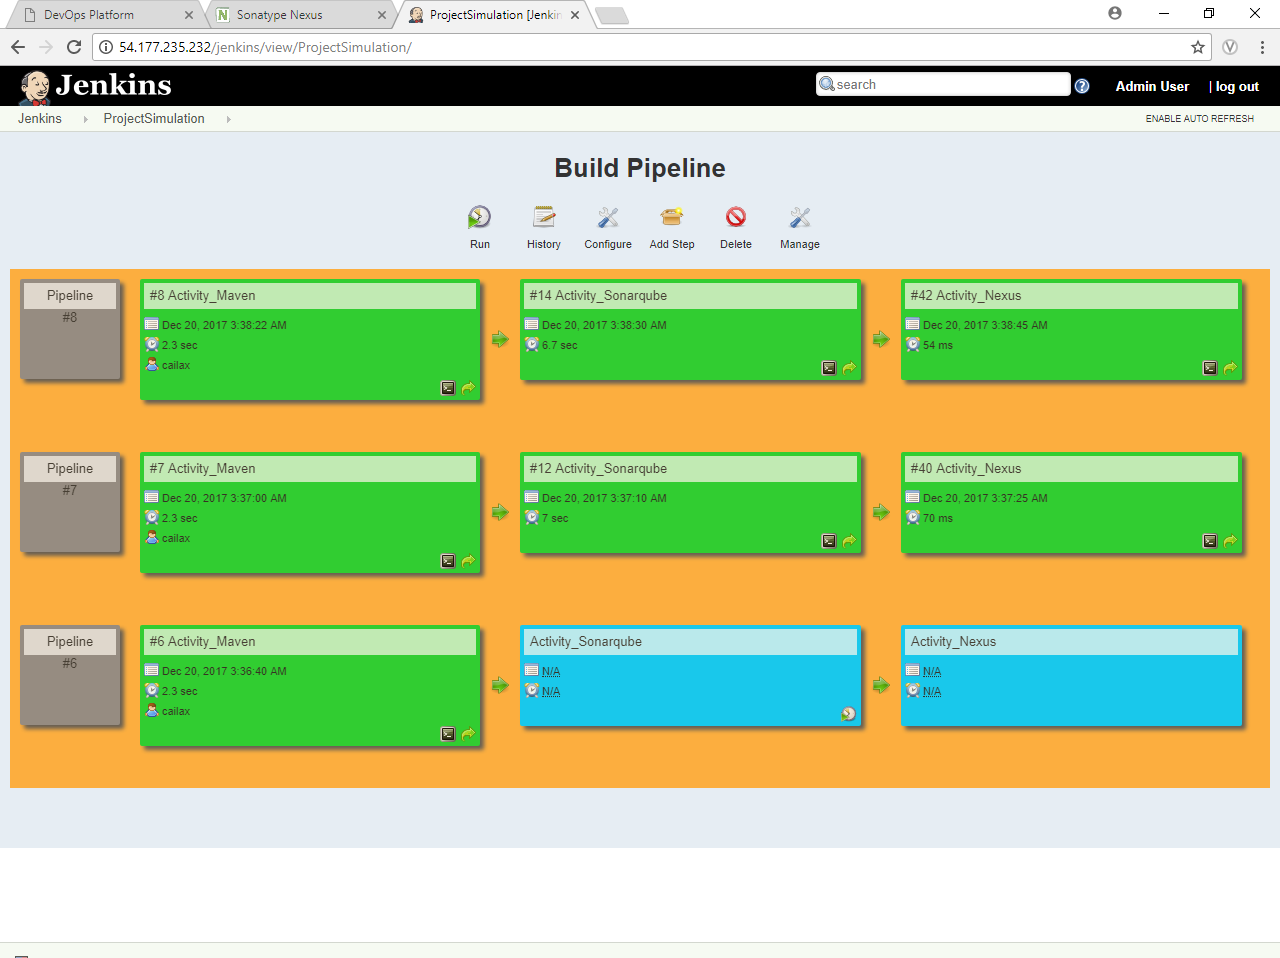 DevOps Platform
Sonatype Nexus
ProjectSimulation [Jenkin
54.177.235.232/jenkins/view/ProjectSimulation/
Jenkins
search
Admin User
| log out
Jenkins
ProjectSimulation
ENABLE AUTO REFRESH
Build Pipeline
Run
History
Configure
Add Step
Delete
Manage
Pipeline
#8
#8 Activity_Maven
Dec 20, 2017 3:38:22 AM
2.3 sec
cailax
#14 Activity_Sonarqube
Dec 20, 2017 3:38:30 AM
6.7 sec
#42 Activity_Nexus
Dec 20, 2017 3:38:45 AM
54 ms
Pipeline
#7
#7 Activity_Maven
Dec 20, 2017 3:37:00 AM
2.3 sec
cailax
#12 Activity_Sonarqube
Dec 20, 2017 3:37:10 AM
7 sec
#40 Activity_Nexus
Dec 20, 2017 3:37:25 AM
70 ms
Pipeline
#6
#6 Activity_Maven
Dec 20, 2017 3:36:40 AM
2.3 sec
cailax
Activity_Sonarqube
N/A
N/A
Activity_Nexus
N/A
N/A